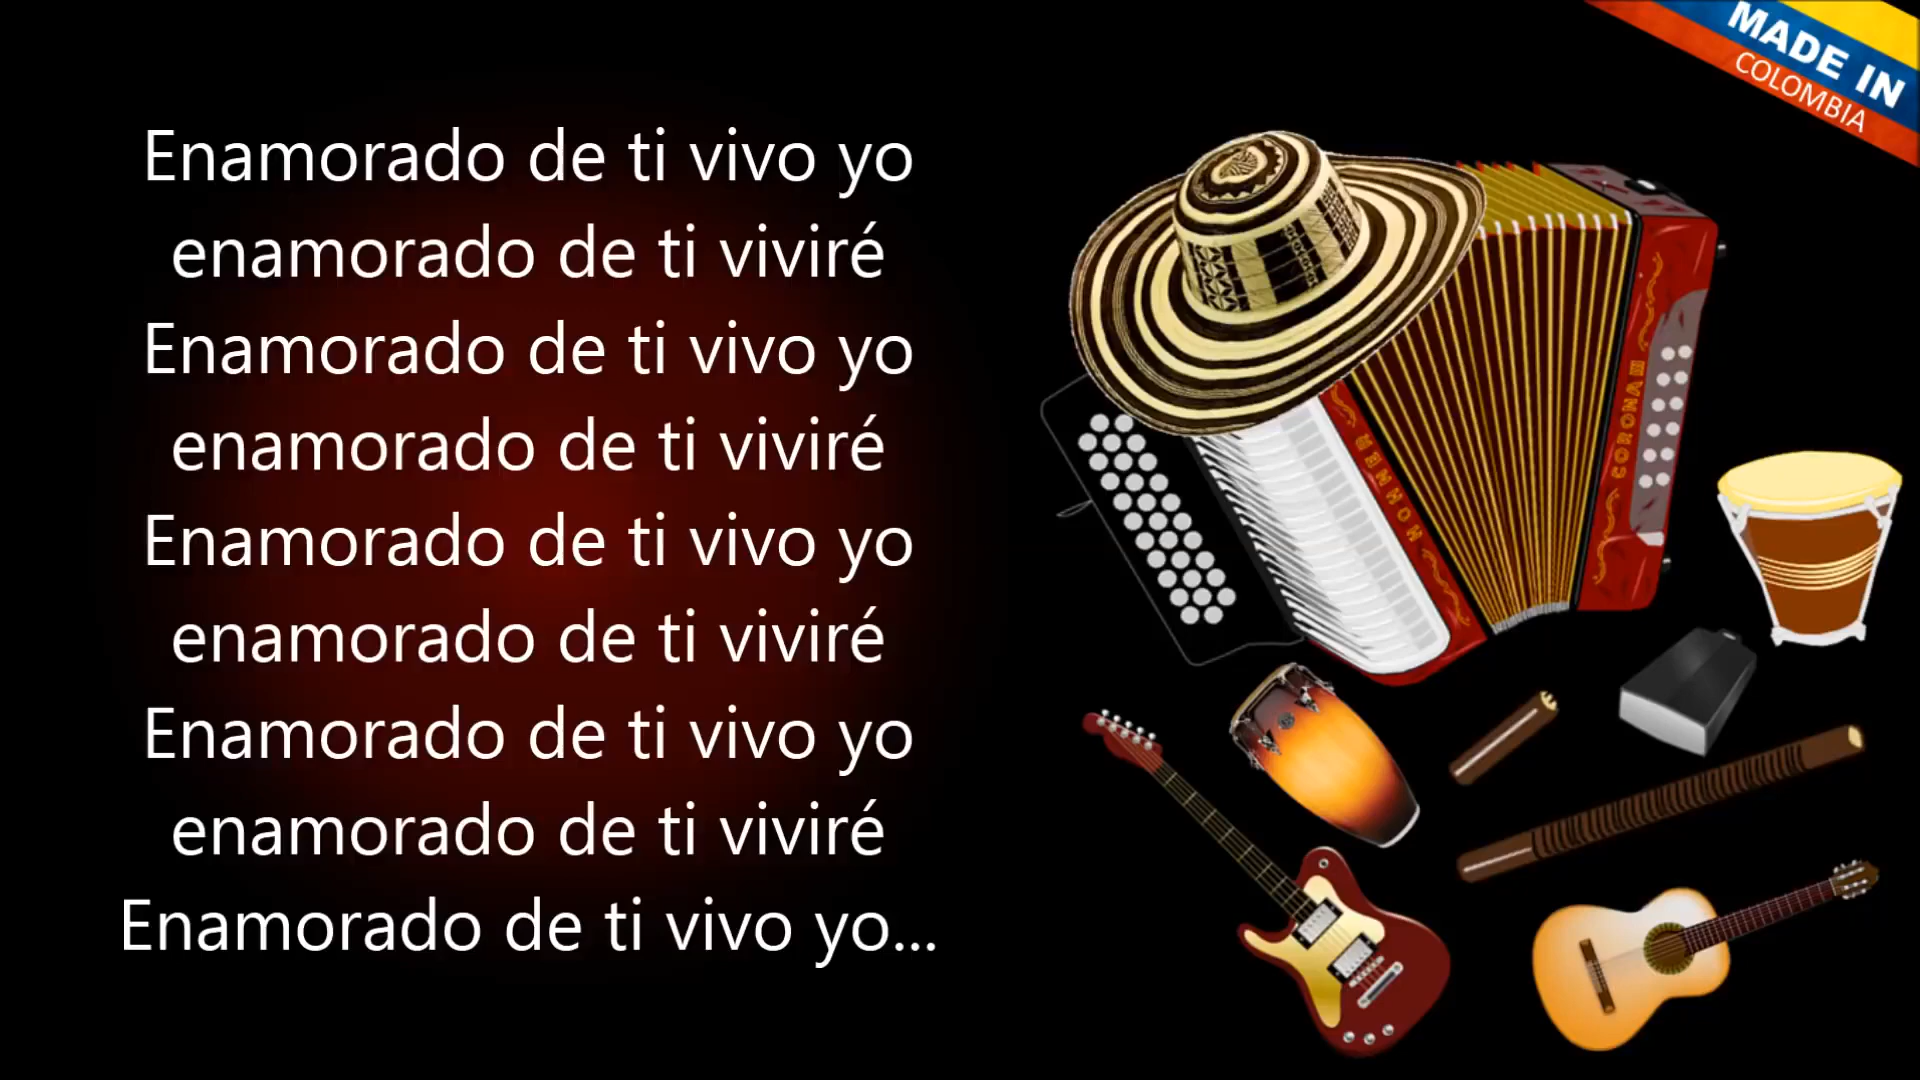 MADE IN
COLOMBIA
Enamorado de ti vivo yo
enamorado de ti viviré
Enamorado de ti vivo yo
enamorado de ti viviré
Enamorado de ti vivo yo
enamorado de ti viviré
Enamorado de ti vivo yo
enamorado de ti viviré
Enamorado de ti vivo yo...
HOHNER
CORONA III